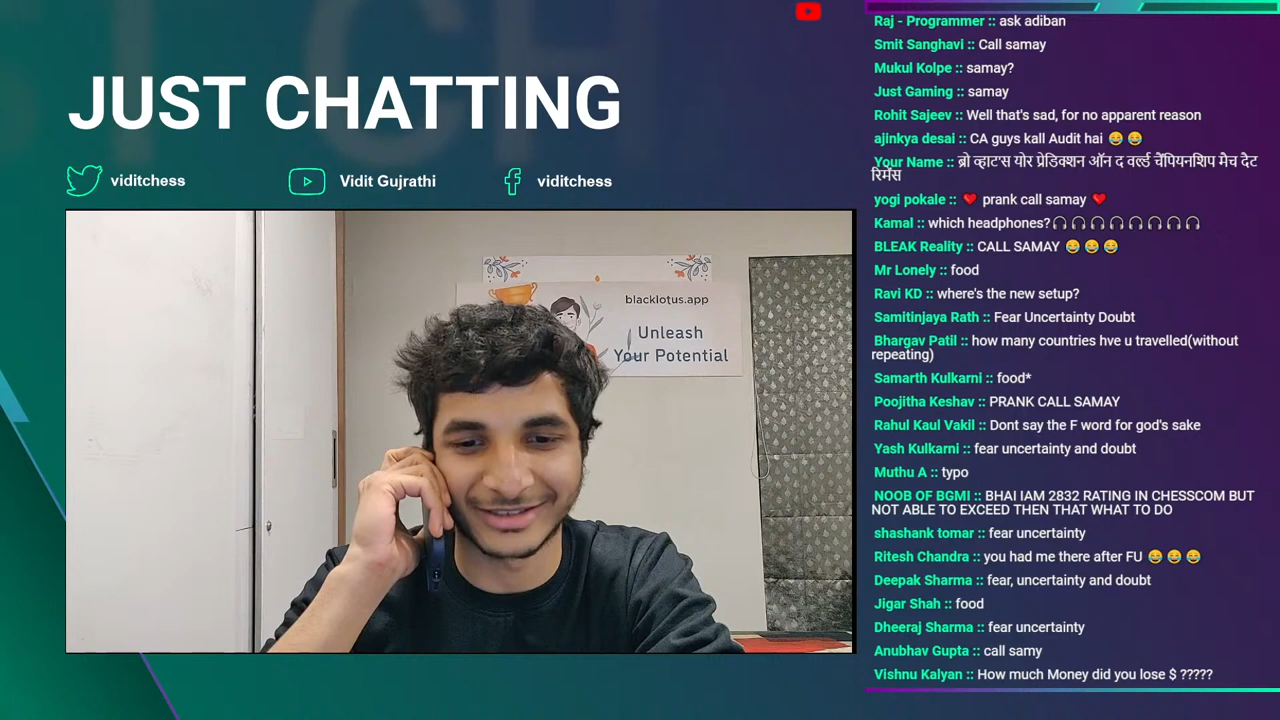 JUST CHATTING
viditchess
Vidit Gujrathi
viditchess
blacklotus.app
Unleash
Your Potential
Raj - Programmer :: ask adiban
Smit Sanghavi :: Call samay
Mukul Kolpe :: samay?
Just Gaming :: samay
Rohit Sajeev :: Well that's sad, for no apparent reason
ajinkya desai :: CA guys kall Audit hai 😂 😂
Your Name :: ब्रो व्हाट'स योर प्रेडिक्शन ऑन द वर्ल्ड चैंपियनशिप मैच दैट
रिमेंस
yogi pokale :: ❤ prank call samay ❤
Kamal :: which headphones?🎧🎧🎧🎧🎧🎧🎧🎧
BLEAK Reality :: CALL SAMAY 😂 😂 😂
Mr Lonely :: food
Ravi KD :: where's the new setup?
Samitinjaya Rath :: Fear Uncertainty Doubt
Bhargav Patil :: how many countries hve u travelled(without
repeating)
Samarth Kulkarni :: food*
Poojitha Keshav :: PRANK CALL SAMAY
Rahul Kaul Vakil :: Dont say the F word for god's sake
Yash Kulkarni :: fear uncertainty and doubt
Muthu A :: typo
NOOB OF BGMI :: BHAI IAM 2832 RATING IN CHESSCOM BUT
NOT ABLE TO EXCEED THEN THAT WHAT TO DO
shashank tomar :: fear uncertainty
Ritesh Chandra :: you had me there after FU 😂 😂 😂
Deepak Sharma :: fear, uncertainty and doubt
Jigar Shah :: food
Dheeraj Sharma :: fear uncertainty
Anubhav Gupta :: call samy
Vishnu Kalyan :: How much Money did you lose $ ?????